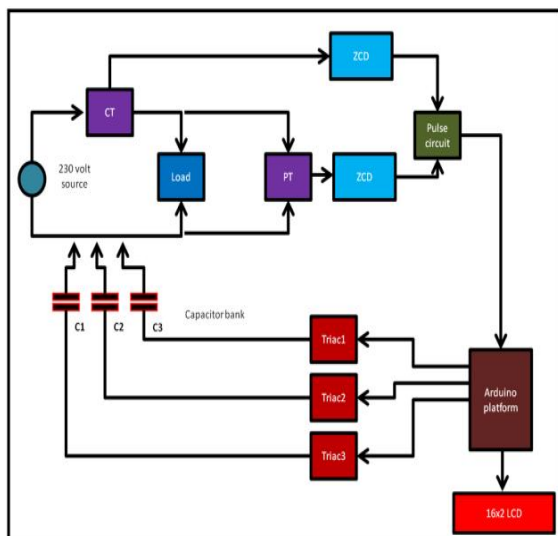 ZCD
CT
Pulse
circuit
230 volt
source
Load
PT
ZCD
C1
C2
C3
Capacitor bank
Triac1
Triac2
Triac3
Arduino
platform
16x2 LCD